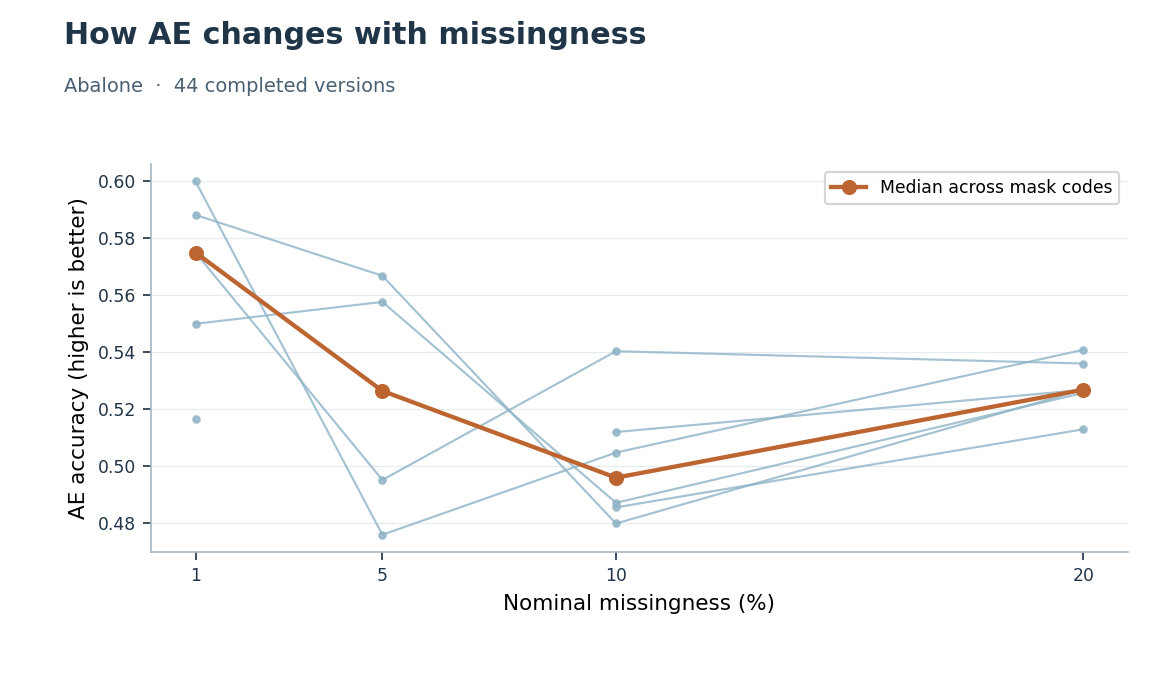 How AE changes with missingness
Abalone · 44 completed versions
Median across mask codes
AE accuracy (higher is better)
0.60
0.58
0.56
0.54
0.52
0.50
0.48
1 5 10 20
Nominal missingness (%)